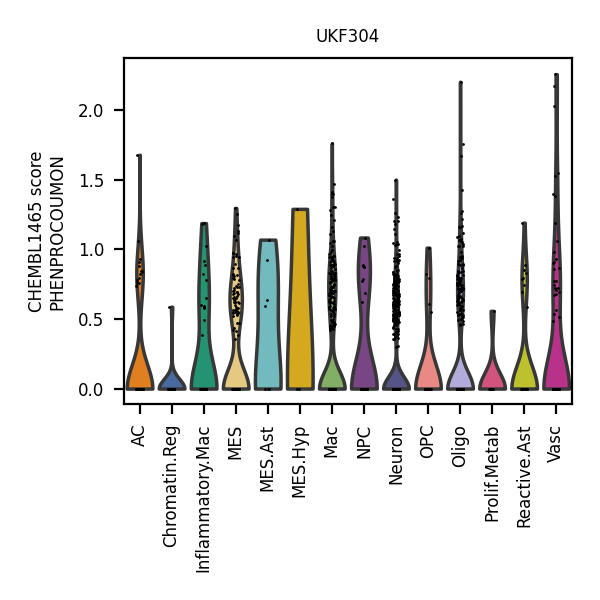 UKF304
CHEMBL1465 score
PHENPROCOUMON
2.0
1.5
1.0
0.5
0.0
AC
Chromatin.Reg
Inflammatory.Mac
MES
MES.Ast
MES.Hyp
Mac
NPC
Neuron
OPC
Oligo
Prolif.Metab
Reactive.Ast
Vasc